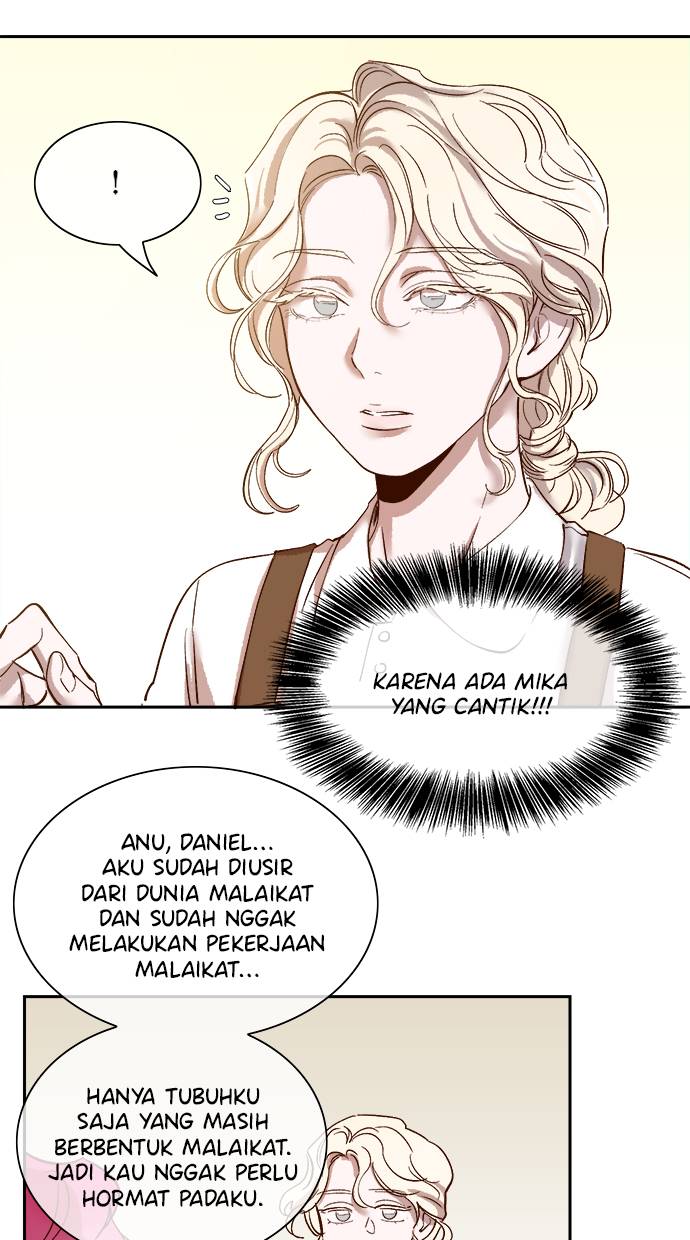 !
KARENA ADA MIKA
YANG CANTIK!!!
ANU, DANIEL...
AKU SUDAH DIUSIR
DARI DUNIA MALAIKAT
DAN SUDAH NGGAK
MELAKUKAN PEKERJAAN
MALAIKAT...
HANYA TUBUHKU
SAJA YANG MASIH
BERBENTUK MALAIKAT.
JADI KAU NGGAK PERLU
HORMAT PADAKU.